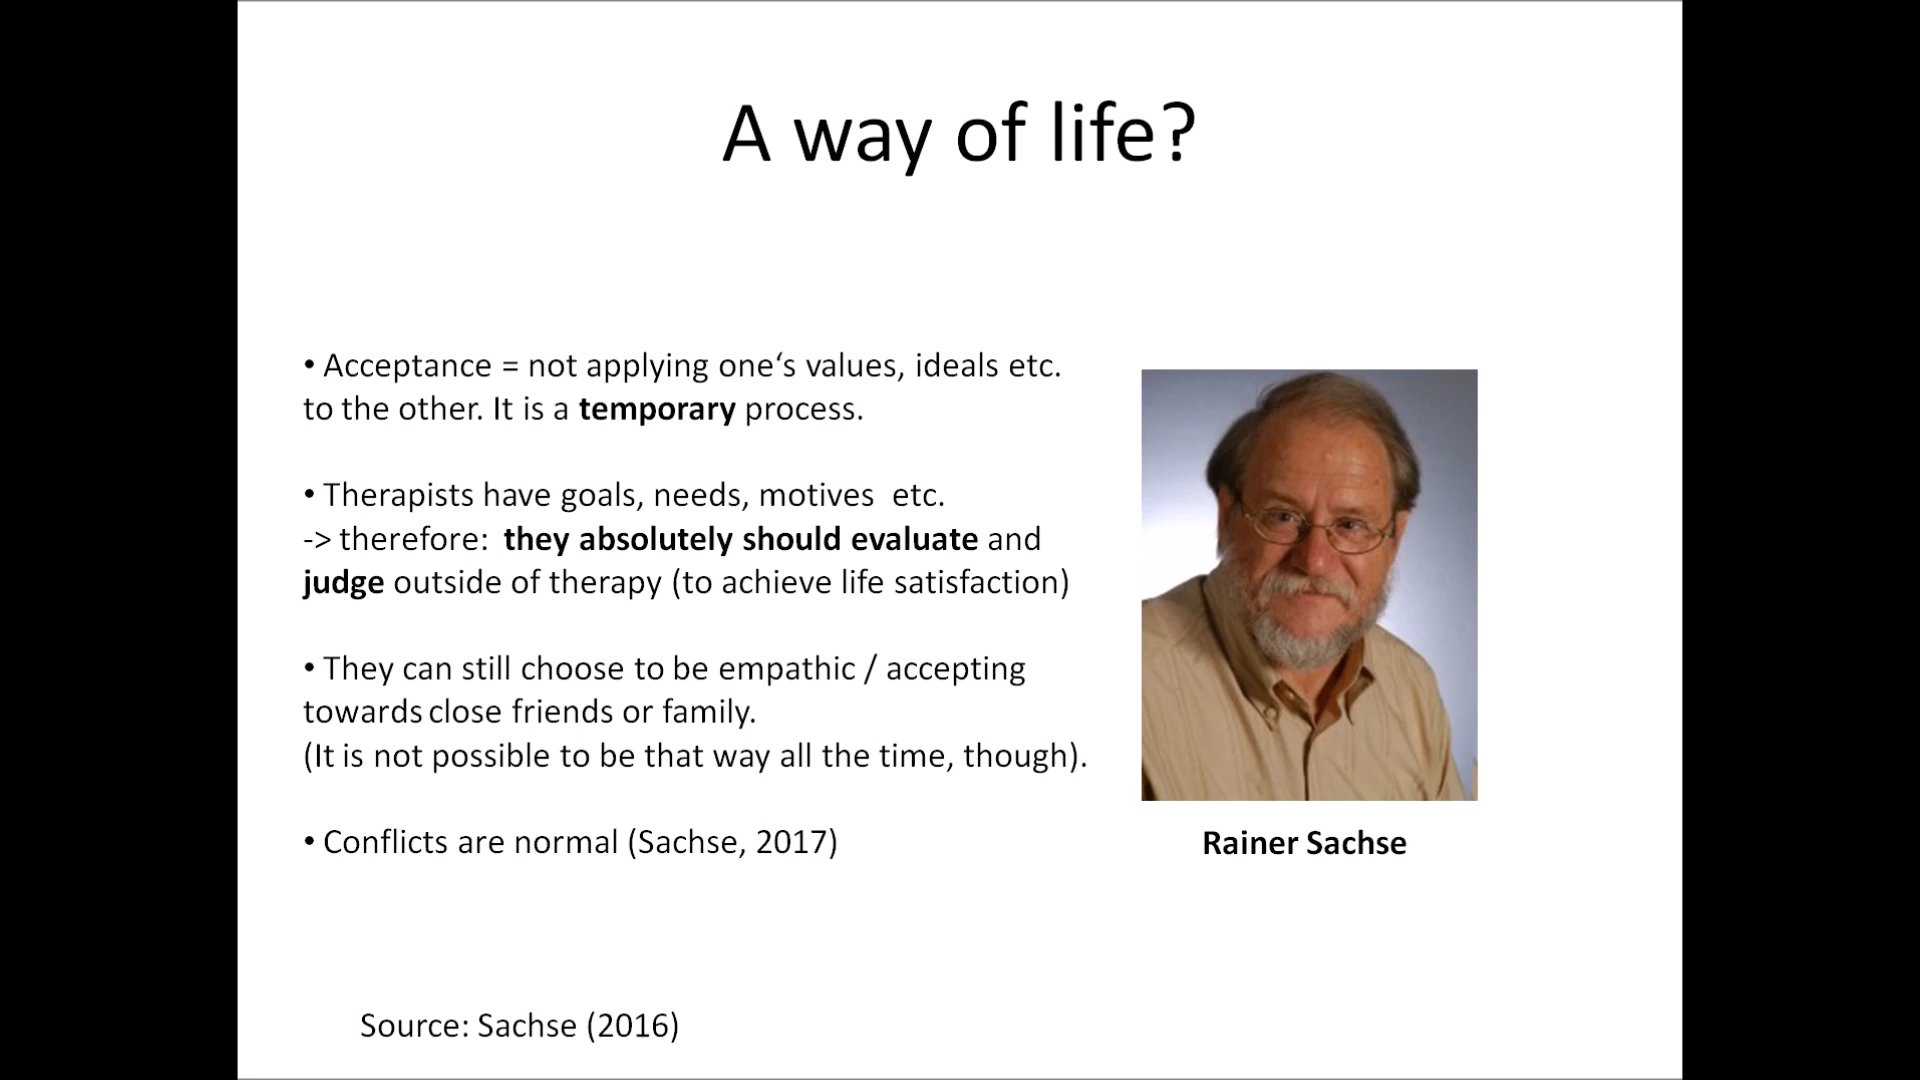 A way of life?
• Acceptance = not applying one‘s values, ideals etc.
to the other. It is a temporary process.
• Therapists have goals, needs, motives  etc.
-> therefore:  they absolutely should evaluate and
judge outside of therapy (to achieve life satisfaction)
• They can still choose to be empathic / accepting
towards close friends or family.
(It is not possible to be that way all the time, though).
• Conflicts are normal (Sachse, 2017)
Rainer Sachse
Source: Sachse (2016)